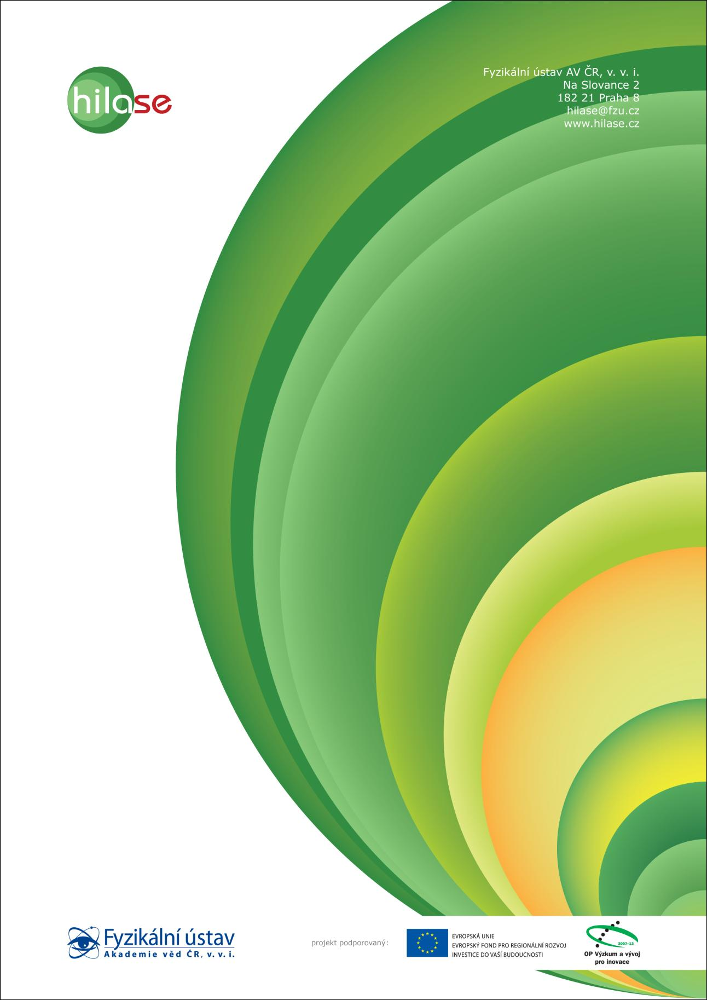 hilase
Fyzikální ústav AV ČR, v. v. i.
Na Slovance 2
182 21 Praha 8
hilase@fzu.cz
www.hilase.cz
Fyzikální ústav
Akademie věd ČR, v. v. i.
projekt podporovaný:
EVROPSKÁ UNIE
EVROPSKÝ FOND PRO REGIONÁLNÍ ROZVOJ
INVESTICE DO VAŠÍ BUDOUCNOSTI
2007–13
OP Výzkum a vývoj
pro inovace